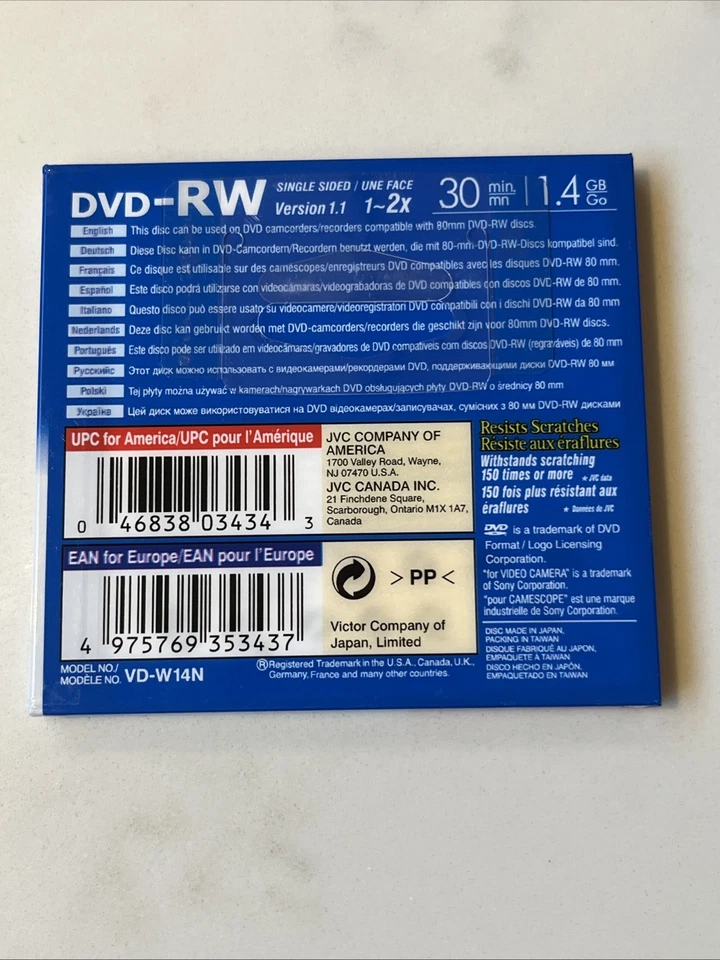 DVD-RW SINGLE SIDED / UNE FACE Version 1.1 1~2x 30 min. mn 1.4 GB Go
English This disc can be used on DVD camcorders/recorders compatible with 80mm DVD-RW discs.
Deutsch Diese Disc kann in DVD-Camcordern/Recordern benutzt werden, die mit 80-mm-DVD-RW-Discs kompatibel sind.
Français Ce disque est utilisable sur des caméscopes/enregistreurs DVD compatibles avec les disques DVD-RW de 80 mm.
Español Este disco podrá utilizarse con videocámaras/videograbadoras de DVD compatibles con discos DVD-RW de 80 mm.
Italiano Questo disco può essere usato su videocamere/videoregistratori DVD compatibili con i dischi DVD-RW da 80 mm
Nederlands Deze disc kan gebruikt worden met DVD-camcorders/recorders die geschikt zijn voor 80mm DVD-RW discs.
Português Este disco pode ser utilizado em videocâmaras/gravadores de DVD compatíveis com discos DVD-RW (regraváveis) de 80 mm
Русский Этот диск можно использовать с видеокамерами/рекордерами DVD, поддерживающими диски DVD-RW 80 мм
Polski Tej płyty można używać w kamerach/nagrywarkach DVD obsługujących płyty DVD-RW o średnicy 80 mm
Україна Цей диск може використовуватися на DVD відеокамерах/записувачах, сумісних з 80 мм DVD-RW дисками
UPC for America/UPC pour l'Amérique
0 46838 03434 3
JVC COMPANY OF
AMERICA
1700 Valley Road, Wayne,
NJ 07470 U.S.A.
JVC CANADA INC.
21 Finchdene Square,
Scarborough, Ontario M1X 1A7,
Canada
Resists Scratches
Résiste aux éraflures
Withstands scratching
150 times or more * JVC data
150 fois plus résistant aux
éraflures * Données de JVC
EAN for Europe/EAN pour l'Europe
4 975769 353437
> PP <
Victor Company of
Japan, Limited
DVD is a trademark of DVD
Format / Logo Licensing
Corporation.
"for VIDEO CAMERA" is a trademark
of Sony Corporation.
"pour CAMESCOPE" est une marque
industrielle de Sony Corporation.
DISC MADE IN JAPAN,
PACKING IN TAIWAN
DISQUE FABRIQUÉ AU JAPON,
EMPAQUETÉ À TAIWAN
DISCO HECHO EN JAPÓN,
EMPAQUETADO EN TAIWAN
MODEL NO./
MODÈLE NO. VD-W14N
® Registered Trademark in the U.S.A., Canada, U.K.,
Germany, France and many other countries.